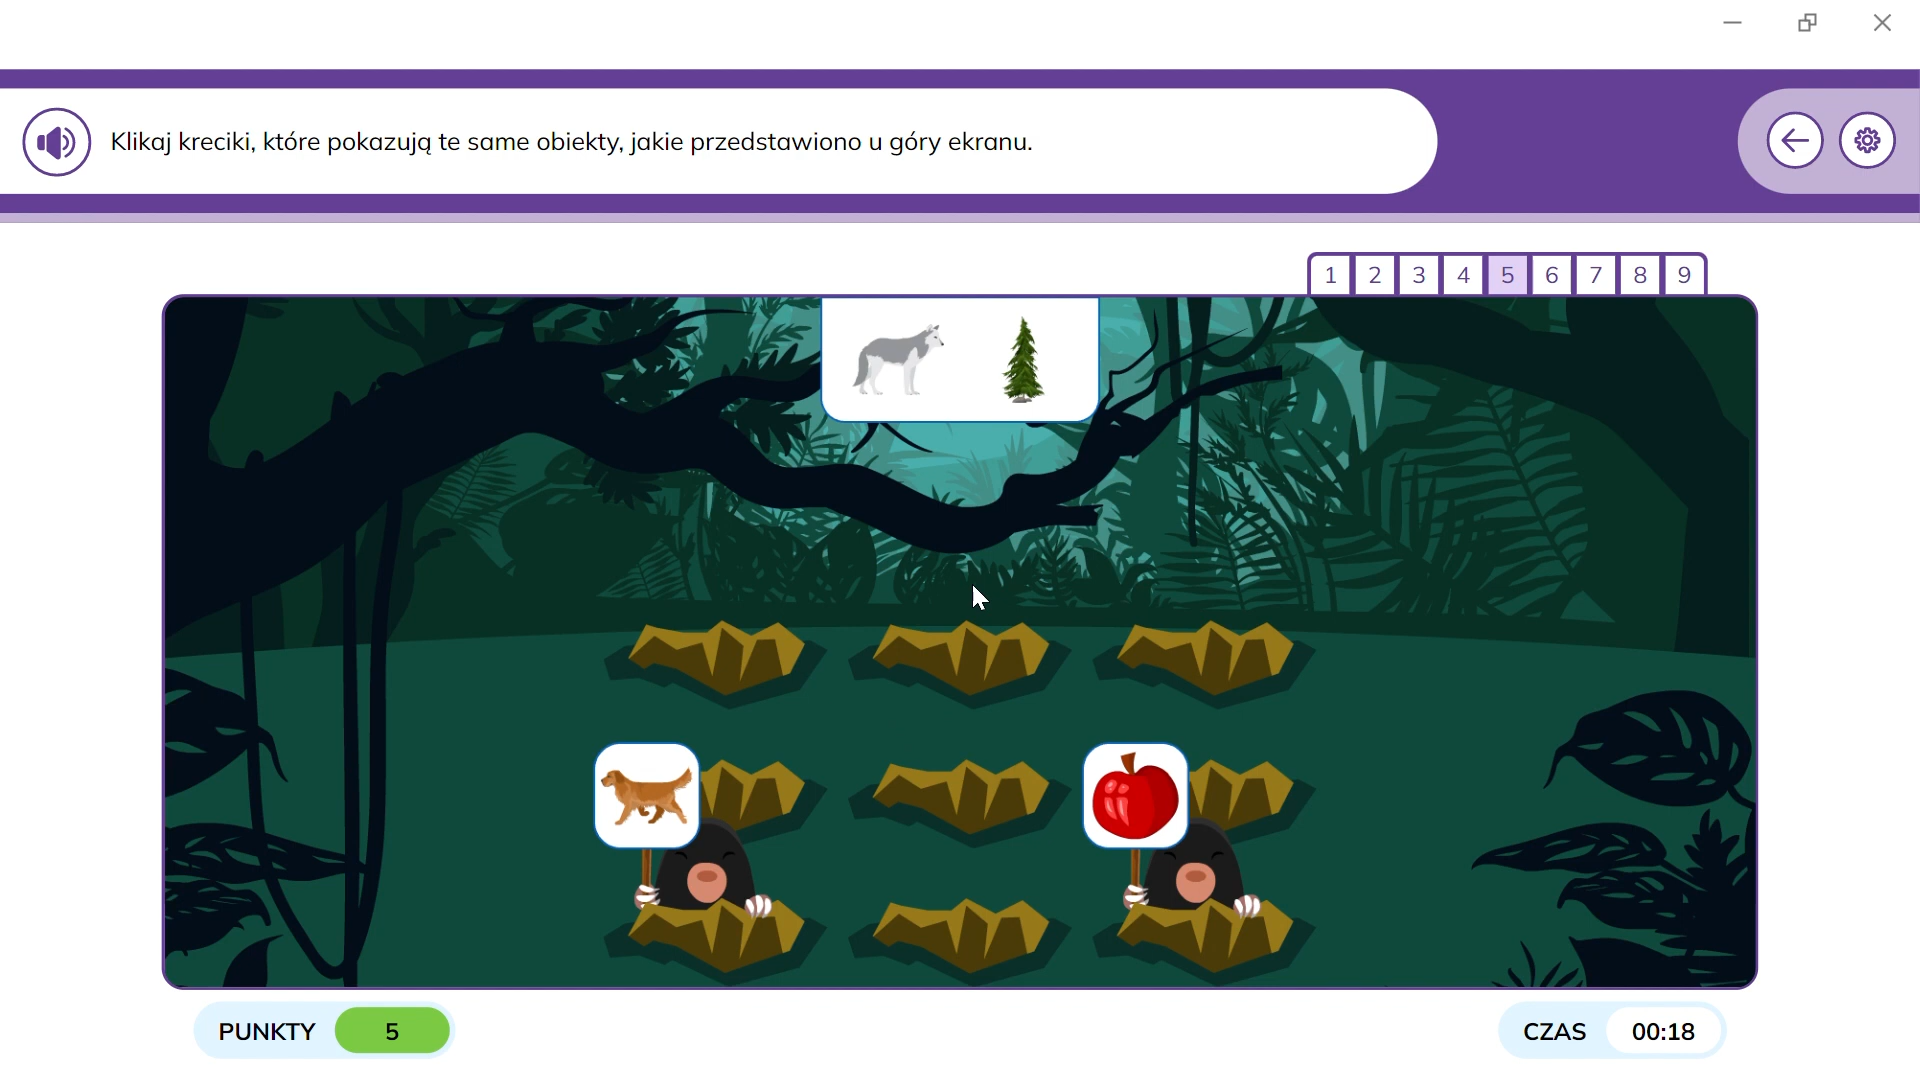 Klikaj kreciki, które pokazują te same obiekty, jakie przedstawiono u góry ekranu.
1 2 3 4 5 6 7 8 9
PUNKTY 5
CZAS 00:18